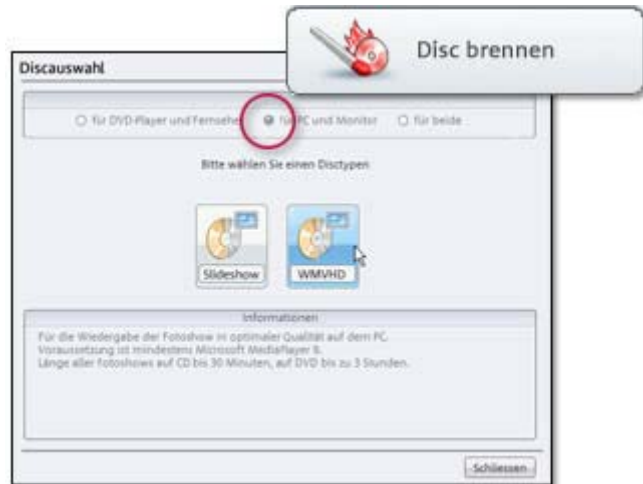 Disc brennen
Discauswahl
für DVD-Player und Fernseher für PC und Monitor für beide
Bitte wählen Sie einen Disctypen
Slideshow WMVHD
Informationen
Für die Wiedergabe der Fotoshow in optimaler Qualität auf dem PC.
Voraussetzung ist mindestens Microsoft MediaPlayer 9.
Länge aller Fotoshows auf CD bis 30 Minuten, auf DVD bis zu 3 Stunden.
Schliessen